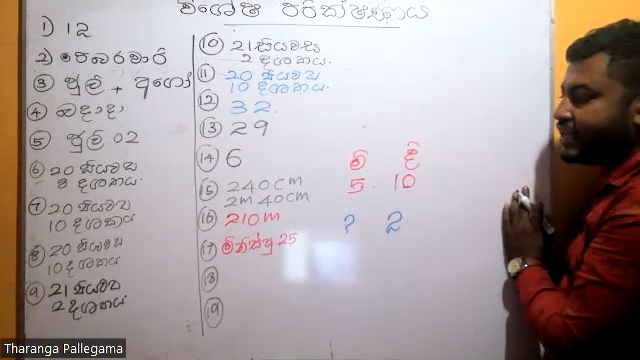 විශේෂ පරික්ෂණය
1) 12
2) පෙබරවාරි
3 ජුලි + අගෝ
4 බදාදා
5 ජුලි 02
6 20 සියවස
දශකය
7 20 සියවස
10 දශකය
8 20 සියවස
10 දශකය
9 21 සියවස
2 දශකය
10 21 සියවස
2 දශකය.
11 20 සියවස
10 දශකය.
12 32.
13 29
14 6
15 240cm
2m 40cm
16 210m
17 මිනිත්තු 25
18
19
මි දි
5. 10
? 2
Tharanga Pallegama